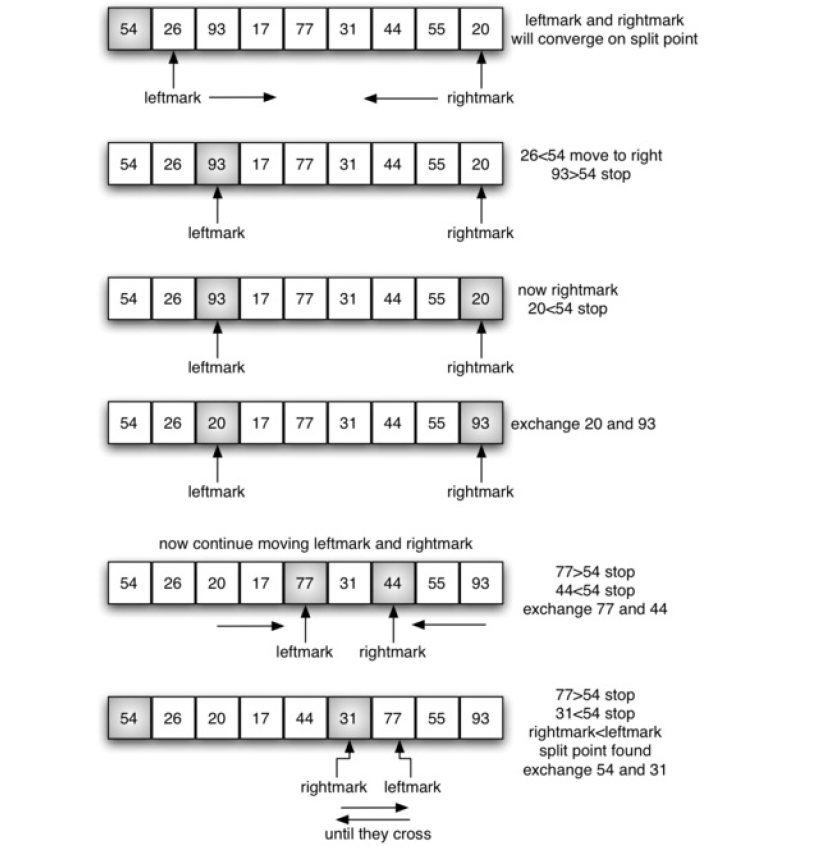 54 26 93 17 77 31 44 55 20
leftmark and rightmark
will converge on split point
leftmark rightmark
54 26 93 17 77 31 44 55 20
26<54 move to right
93>54 stop
leftmark rightmark
54 26 93 17 77 31 44 55 20
now rightmark
20<54 stop
leftmark rightmark
54 26 20 17 77 31 44 55 93
exchange 20 and 93
leftmark rightmark
now continue moving leftmark and rightmark
54 26 20 17 77 31 44 55 93
77>54 stop
44<54 stop
exchange 77 and 44
leftmark rightmark
54 26 20 17 44 31 77 55 93
77>54 stop
31<54 stop
rightmark<leftmark
split point found
exchange 54 and 31
rightmark leftmark
until they cross